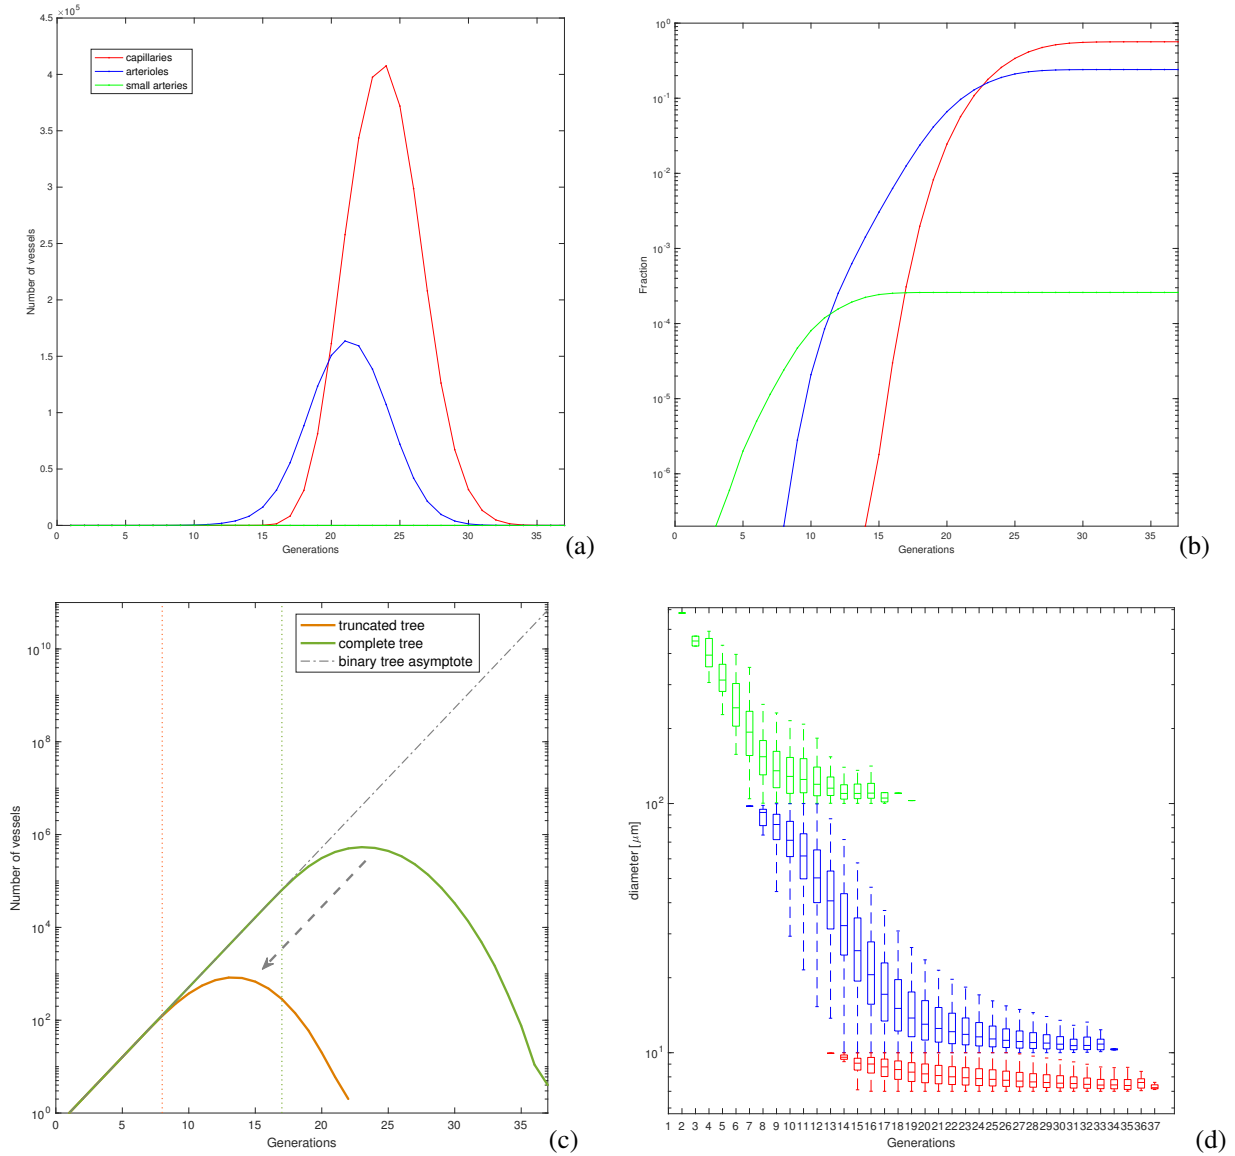 4.5 ×10^5
4
3.5
3
2.5
2
1.5
1
0.5
0
Number of vessels
capillaries
arterioles
small arteries
0 5 10 15 20 25 30 35
Generations
(a)
10^0
10^-1
10^-2
10^-3
10^-4
10^-5
10^-6
Fraction
0 5 10 15 20 25 30 35
Generations
(b)
10^10
10^8
10^6
10^4
10^2
10^0
Number of vessels
truncated tree
complete tree
binary tree asymptote
0 5 10 15 20 25 30 35
Generations
(c)
10^2
10^1
diameter [μm]
1 2 3 4 5 6 7 8 9 10 11 12 13 14 15 16 17 18 19 20 21 22 23 24 25 26 27 28 29 30 31 32 33 34 35 36 37
Generations
(d)